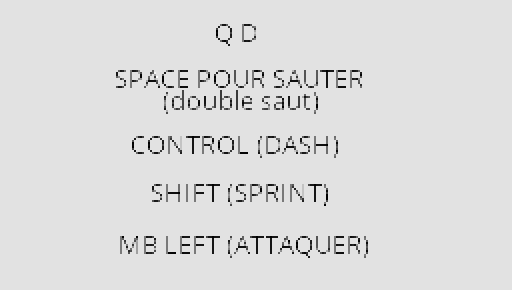 Q D
SPACE POUR SAUTER
(double saut)
CONTROL (DASH)
SHIFT (SPRINT)
MB LEFT (ATTAQUER)